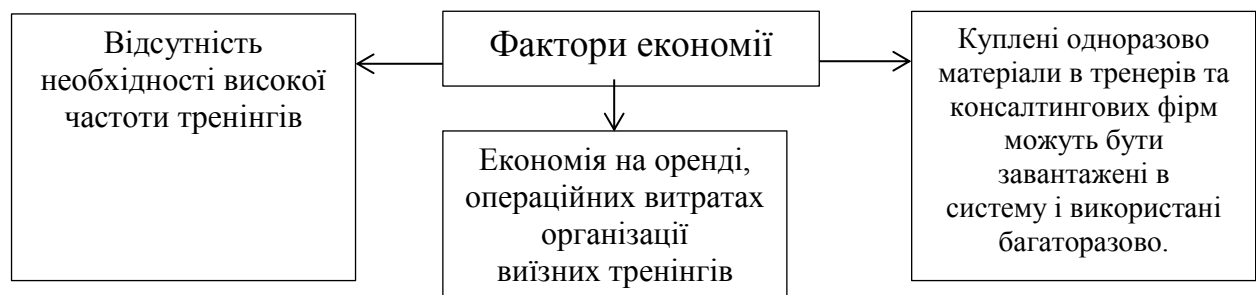 Відсутність
необхідності високої
частоти тренінгів
Фактори економії
Економія на оренді,
операційних витратах
організації
виїзних тренінгів
Куплені одноразово
матеріали в тренерів та
консалтингових фірм
можуть бути
завантажені в
систему і використані
багаторазово.